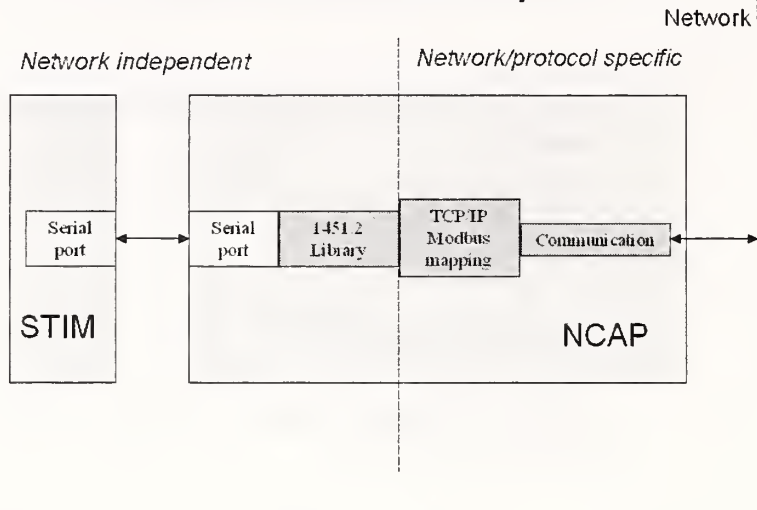 Network
Network independent
Network/protocol specific
Serial
port
Serial
port
1451.2
Library
TCP/IP
Modbus
mapping
Communication
STIM
NCAP